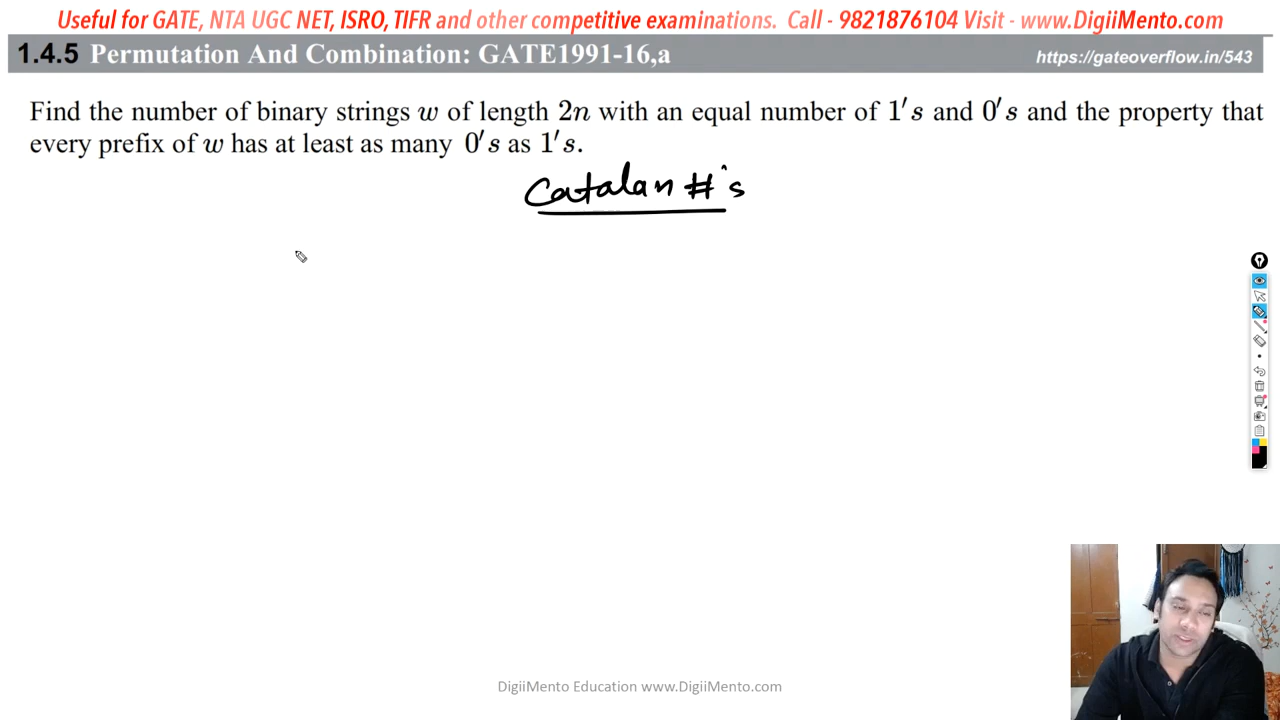 Useful for GATE, NTA UGC NET, ISRO, TIFR and other competitive examinations. Call - 9821876104 Visit - www.DigiiMento.com
1.4.5 Permutation And Combination: GATE1991-16,a https://gateoverflow.in/543
Find the number of binary strings w of length 2n with an equal number of 1's and 0's and the property that
every prefix of w has at least as many 0's as 1's.
Catalan #'s
DigiiMento Education www.DigiiMento.com